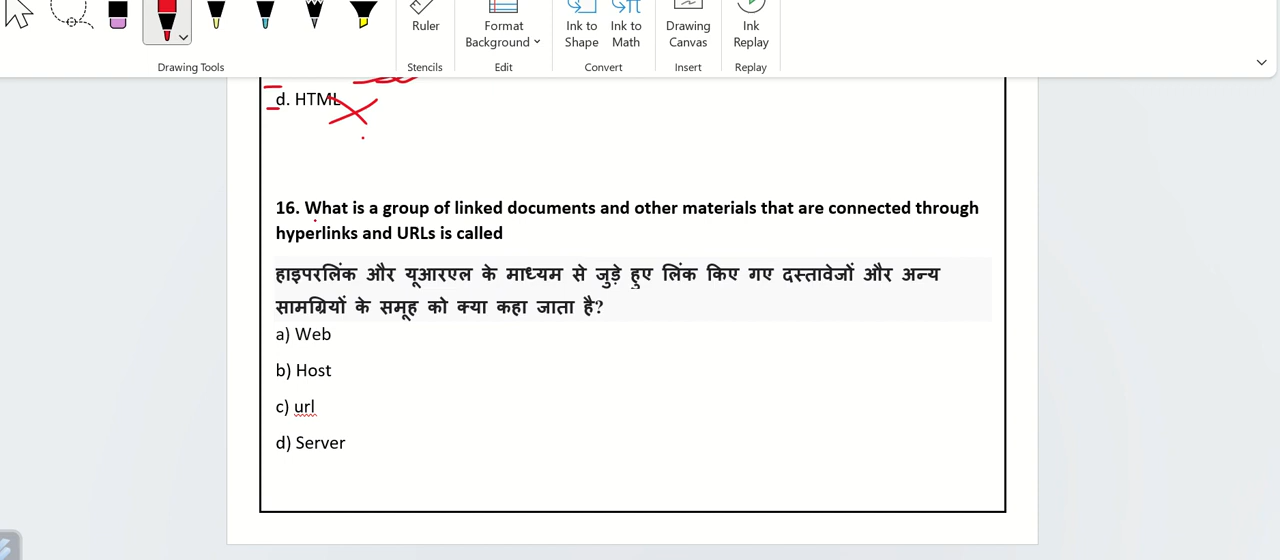 Ruler
Format Background
Ink to Shape
Ink to Math
Drawing Canvas
Ink Replay
Drawing Tools
Stencils
Edit
Convert
Insert
Replay
d. HTML
16. What is a group of linked documents and other materials that are connected through
hyperlinks and URLs is called
हाइपरलिंक और यूआरएल के माध्यम से जुड़े हुए लिंक किए गए दस्तावेजों और अन्य
सामग्रियों के समूह को क्या कहा जाता है?
a) Web
b) Host
c) url
d) Server